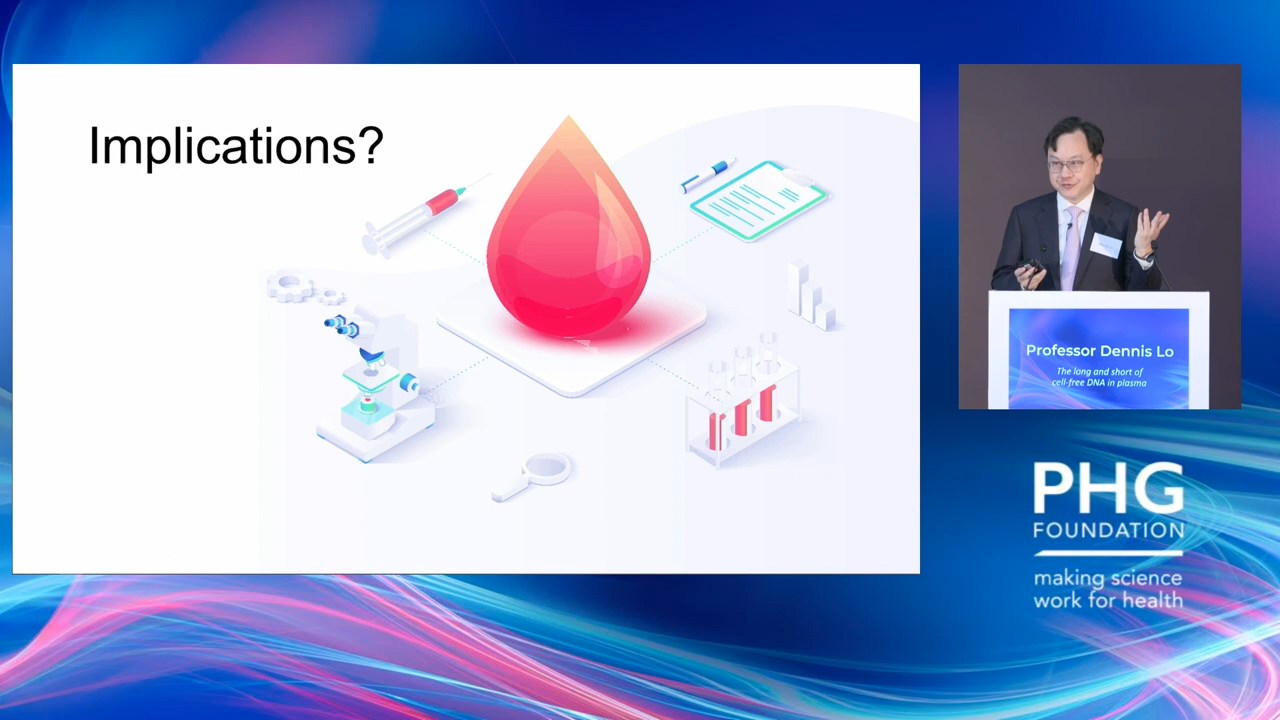 Implications?
Professor Dennis Lo
The long and short of
cell-free DNA in plasma
PHG
FOUNDATION
making science
work for health